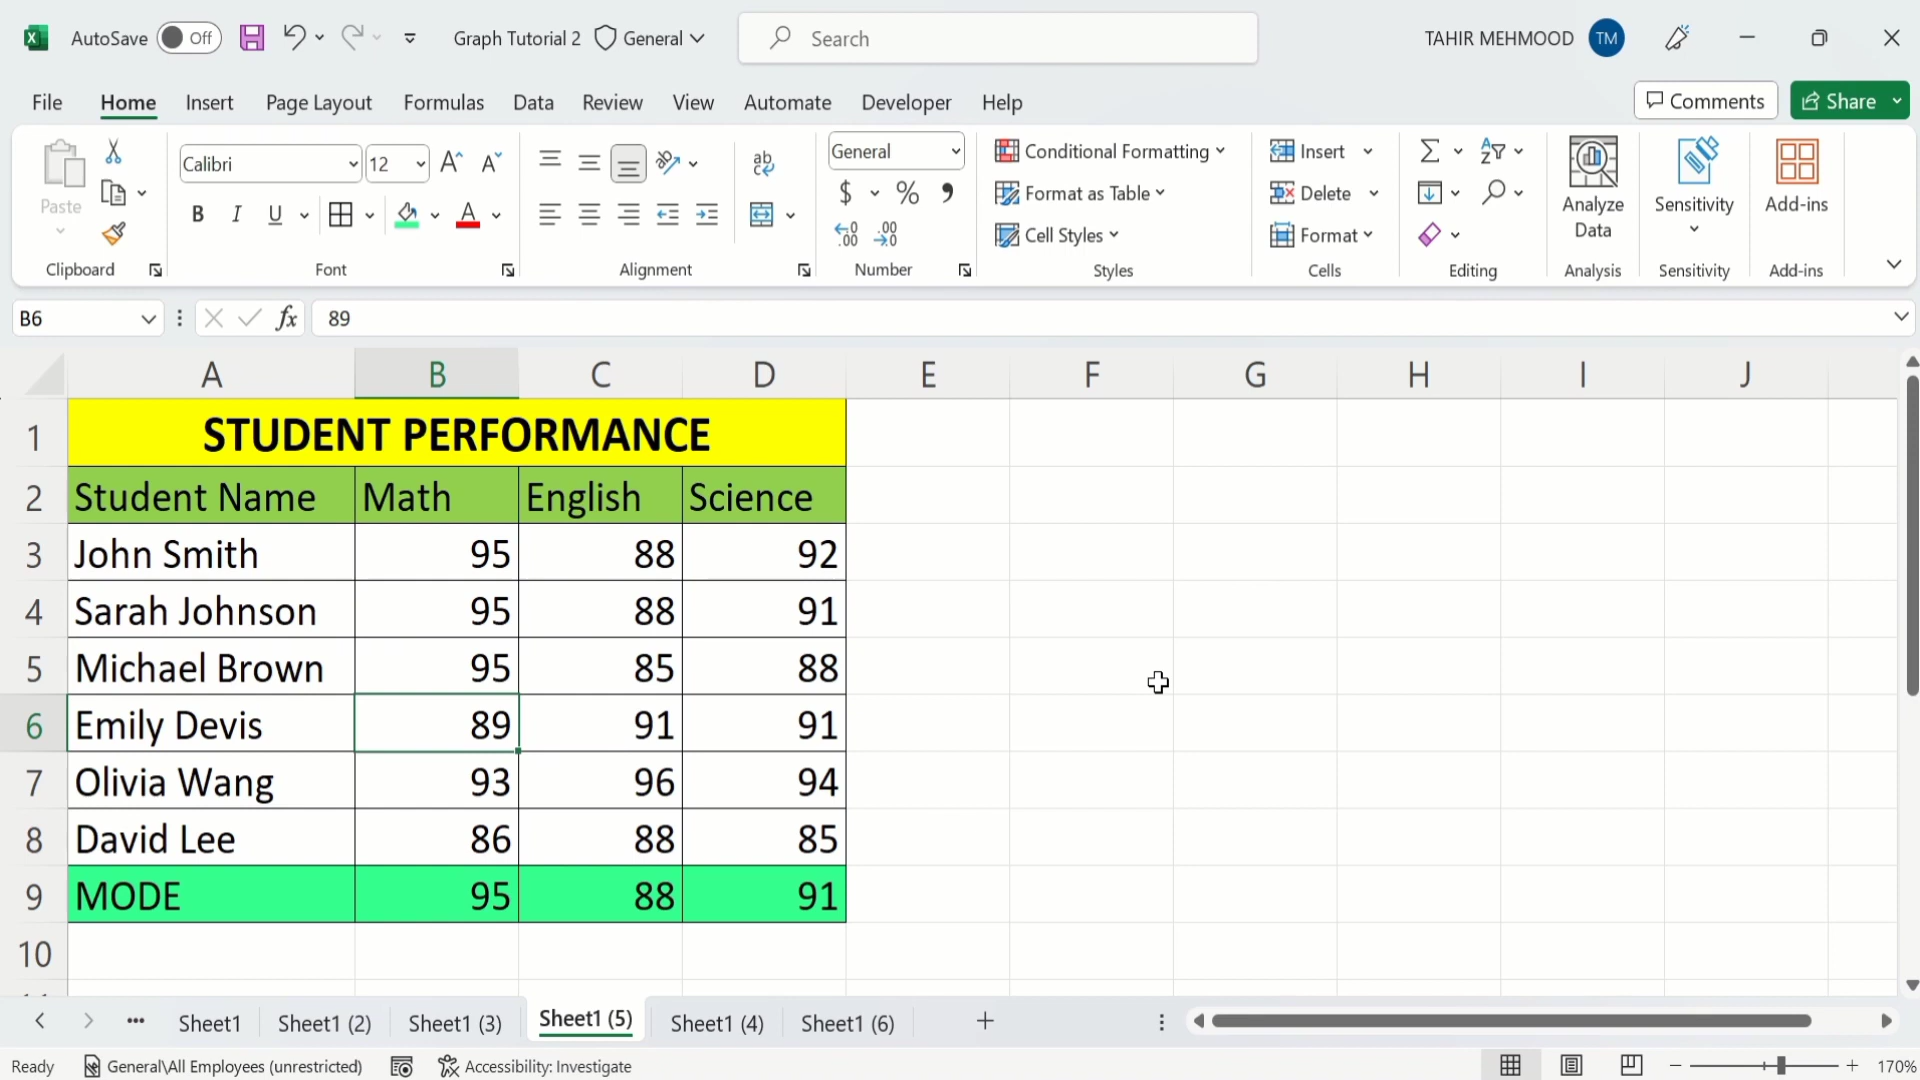 AutoSave Off Graph Tutorial 2 General Search TAHIR MEHMOOD TM
File Home Insert Page Layout Formulas Data Review View Automate Developer Help Comments Share
Paste
Calibri 12
B I U A
ab
General
$ % ,
Conditional Formatting
Format as Table
Cell Styles
Insert
Delete
Format
Analyze Data
Sensitivity
Add-ins
Clipboard Font Alignment Number Styles Cells Editing Analysis Sensitivity Add-ins
B6 fx 89
A B C D E F G H I J
1 STUDENT PERFORMANCE
2 Student Name Math English Science
3 John Smith 95 88 92
4 Sarah Johnson 95 88 91
5 Michael Brown 95 85 88
6 Emily Devis 89 91 91
7 Olivia Wang 93 96 94
8 David Lee 86 88 85
9 MODE 95 88 91
10
Sheet1 Sheet1 (2) Sheet1 (3) Sheet1 (5) Sheet1 (4) Sheet1 (6)
Ready General\All Employees (unrestricted) Accessibility: Investigate 170%